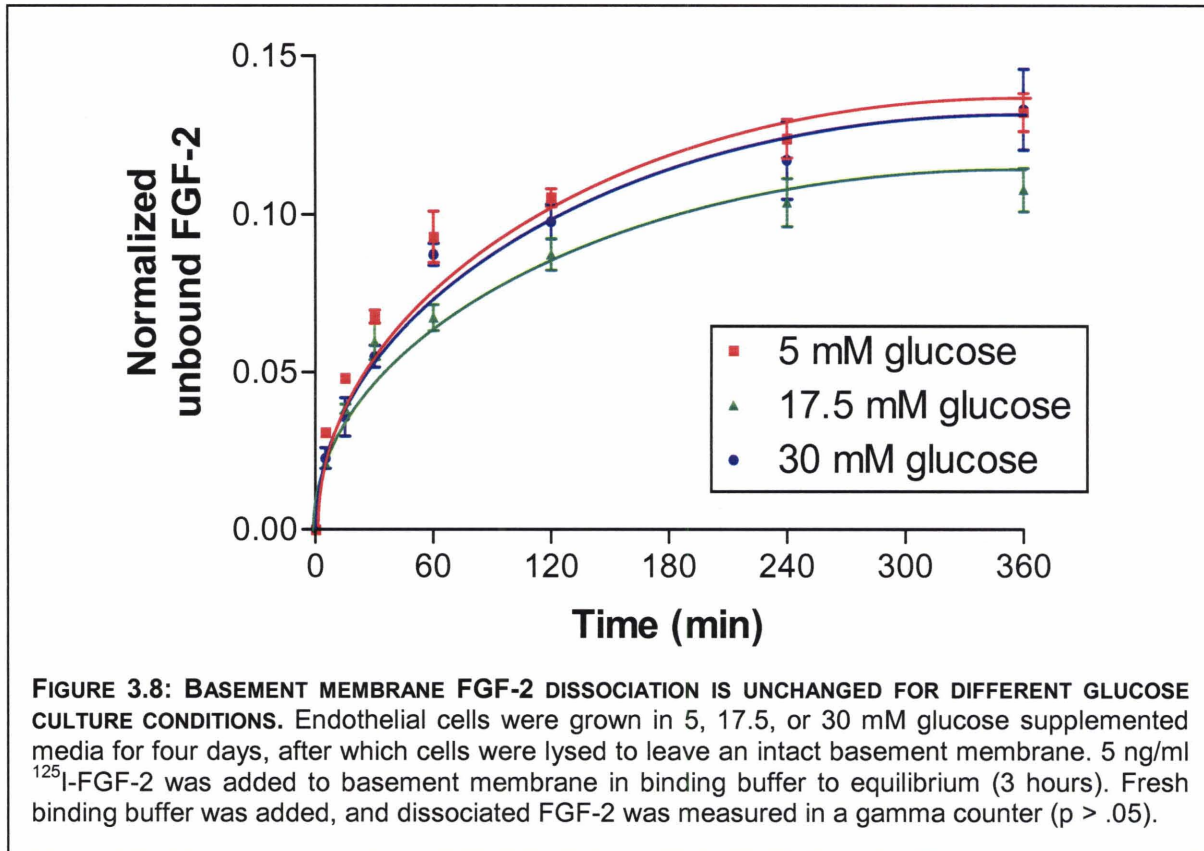 0.15
0.10
0.05
0.00
Normalized
unbound FGF-2
5 mM glucose
17.5 mM glucose
30 mM glucose
0 60 120 180 240 300 360
Time (min)
FIGURE 3.8: BASEMENT MEMBRANE FGF-2 DISSOCIATION IS UNCHANGED FOR DIFFERENT GLUCOSE
CULTURE CONDITIONS. Endothelial cells were grown in 5, 17.5, or 30 mM glucose supplemented
media for four days, after which cells were lysed to leave an intact basement membrane. 5 ng/ml
¹²⁵I-FGF-2 was added to basement membrane in binding buffer to equilibrium (3 hours). Fresh
binding buffer was added, and dissociated FGF-2 was measured in a gamma counter (p > .05).